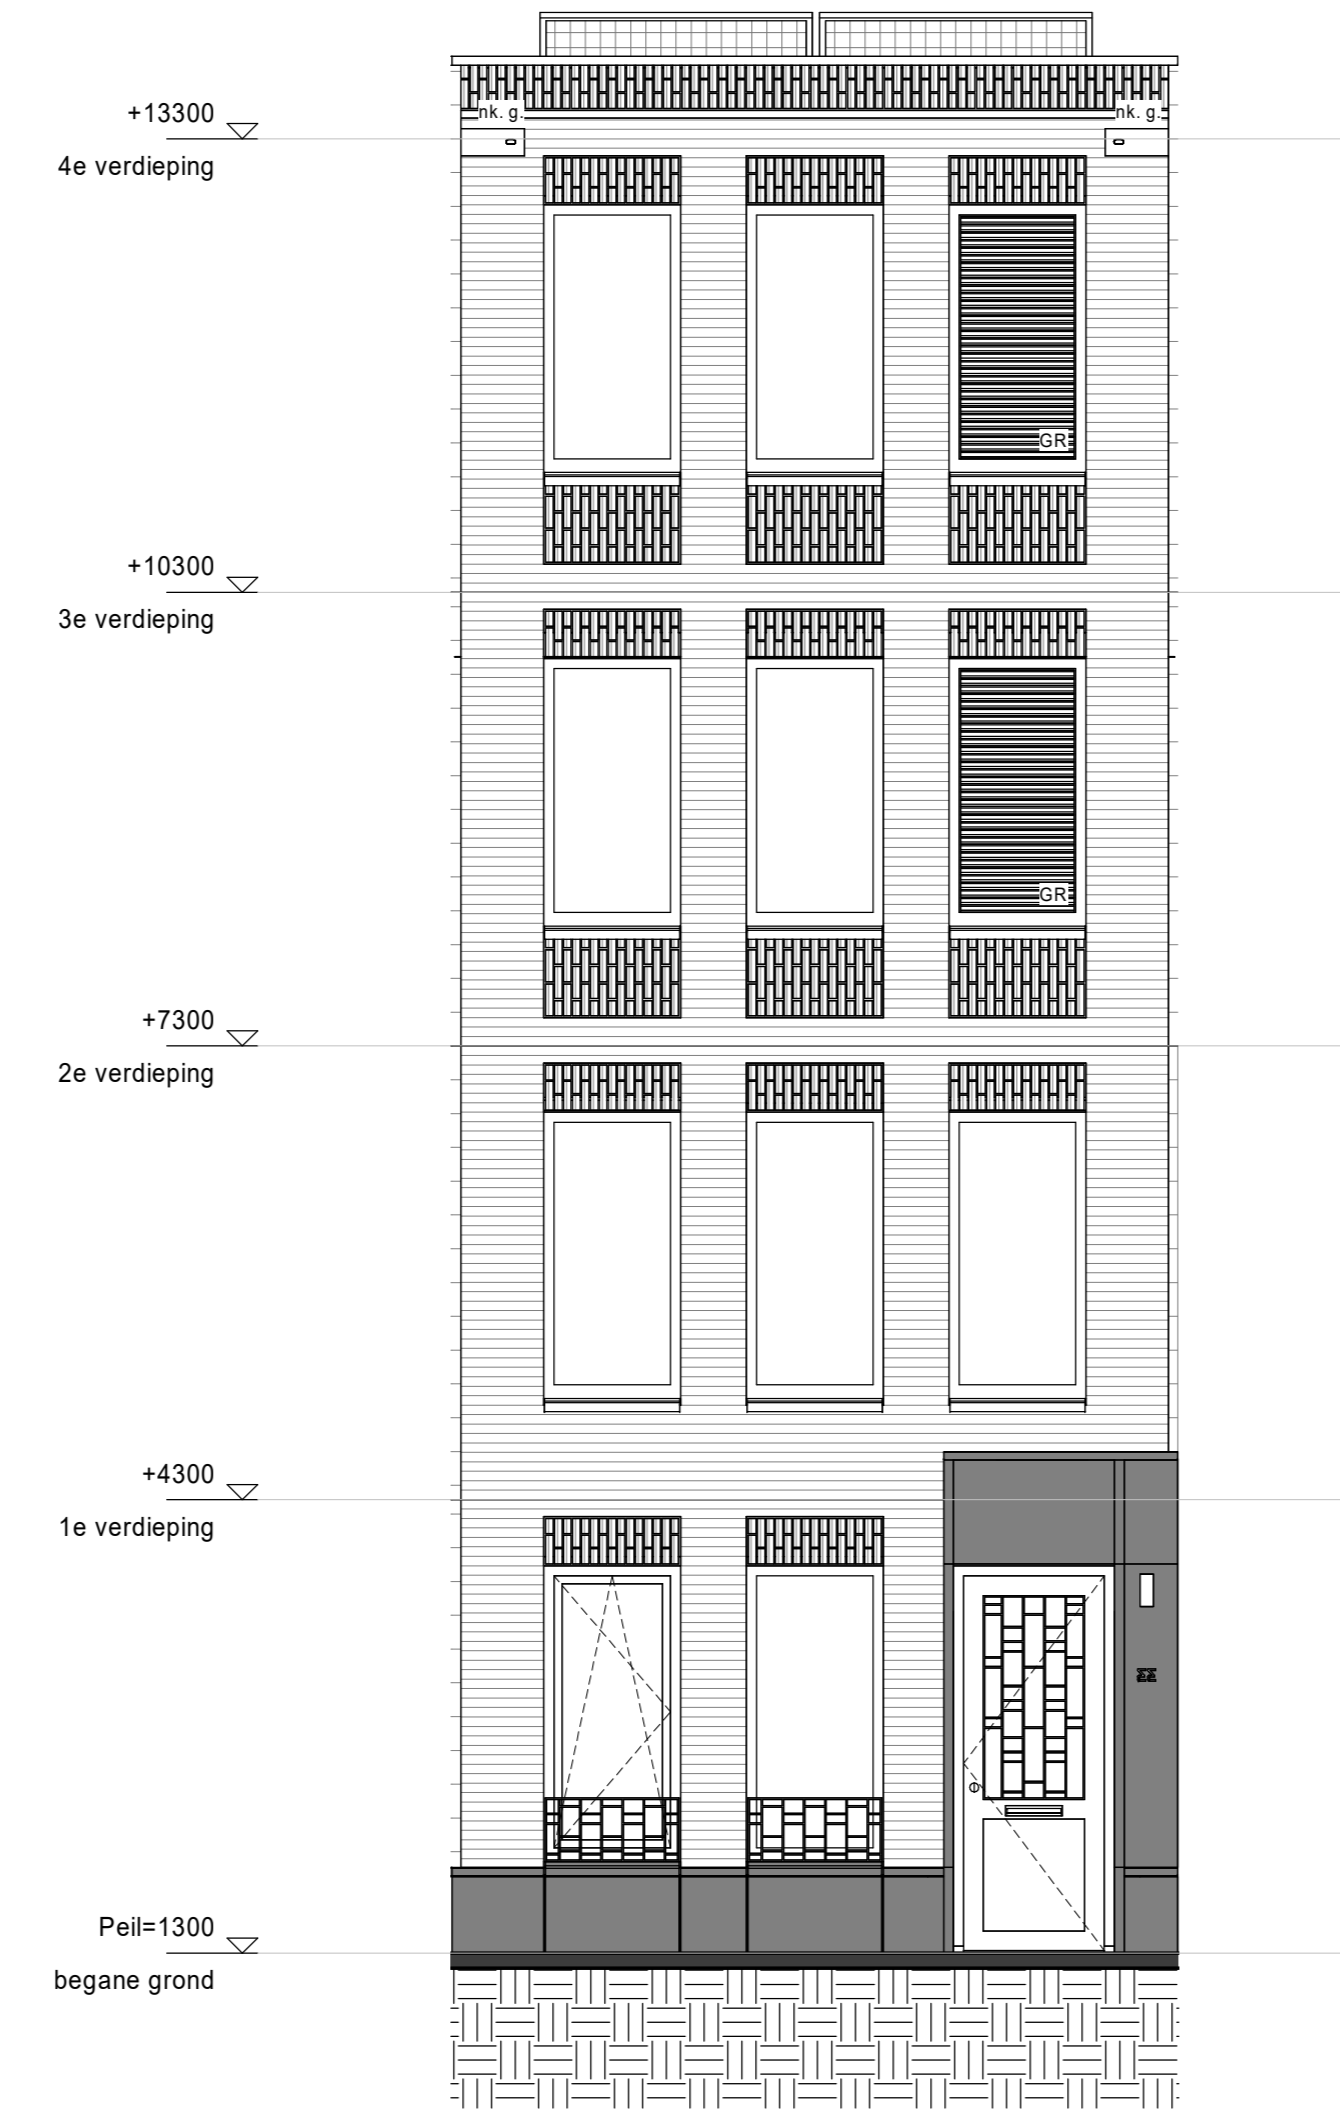 +13300
4e verdieping
nk. g.
nk. g.
GR
+10300
3e verdieping
GR
+7300
2e verdieping
+4300
1e verdieping
Peil=1300
begane grond